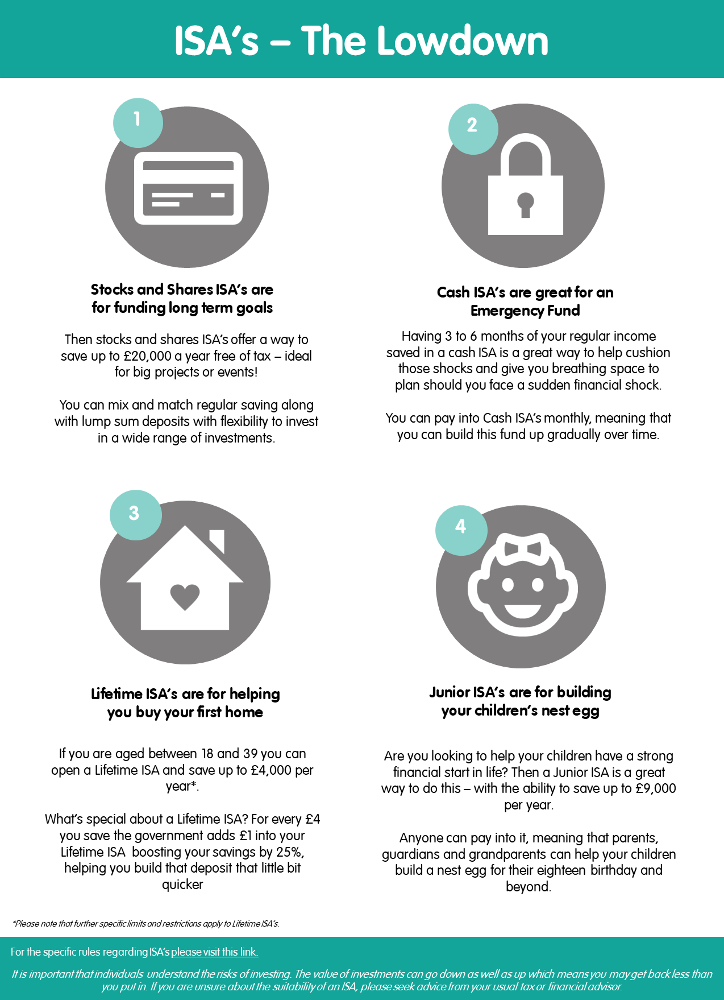 ISA's – The Lowdown
1
Stocks and Shares ISA's are
for funding long term goals
Then stocks and shares ISA's offer a way to
save up to £20,000 a year free of tax – ideal
for big projects or events!
You can mix and match regular saving along
with lump sum deposits with flexibility to invest
in a wide range of investments.
2
Cash ISA's are great for an
Emergency Fund
Having 3 to 6 months of your regular income
saved in a cash ISA is a great way to help cushion
those shocks and give you breathing space to
plan should you face a sudden financial shock.
You can pay into Cash ISA's monthly, meaning that
you can build this fund up gradually over time.
3
Lifetime ISA's are for helping
you buy your first home
If you are aged between 18 and 39 you can
open a Lifetime ISA and save up to £4,000 per
year*.
What's special about a Lifetime ISA? For every £4
you save the government adds £1 into your
Lifetime ISA  boosting your savings by 25%,
helping you build that deposit that little bit
quicker
4
Junior ISA's are for building
your children's nest egg
Are you looking to help your children have a strong
financial start in life? Then a Junior ISA is a great
way to do this – with the ability to save up to £9,000
per year.
Anyone can pay into it, meaning that parents,
guardians and grandparents can help your children
build a nest egg for their eighteen birthday and
beyond.
*Please note that further specific limits and restrictions apply to Lifetime ISA's.
For the specific rules regarding ISA's please visit this link.
It is important that individuals understand the risks of investing. The value of investments can go down as well as up which means you may get back less than
you put in. If you are unsure about the suitability of an ISA, please seek advice from your usual tax or financial advisor.